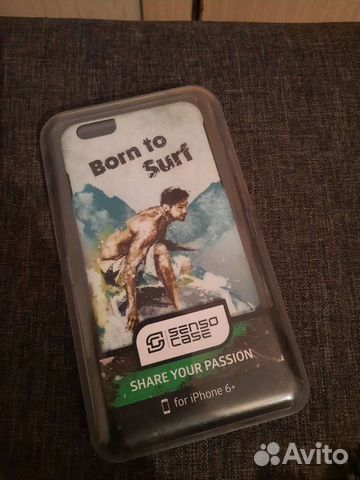 Born to
Surf
SENSO
CASE
SHARE YOUR PASSION
for iPhone 6+
Avito